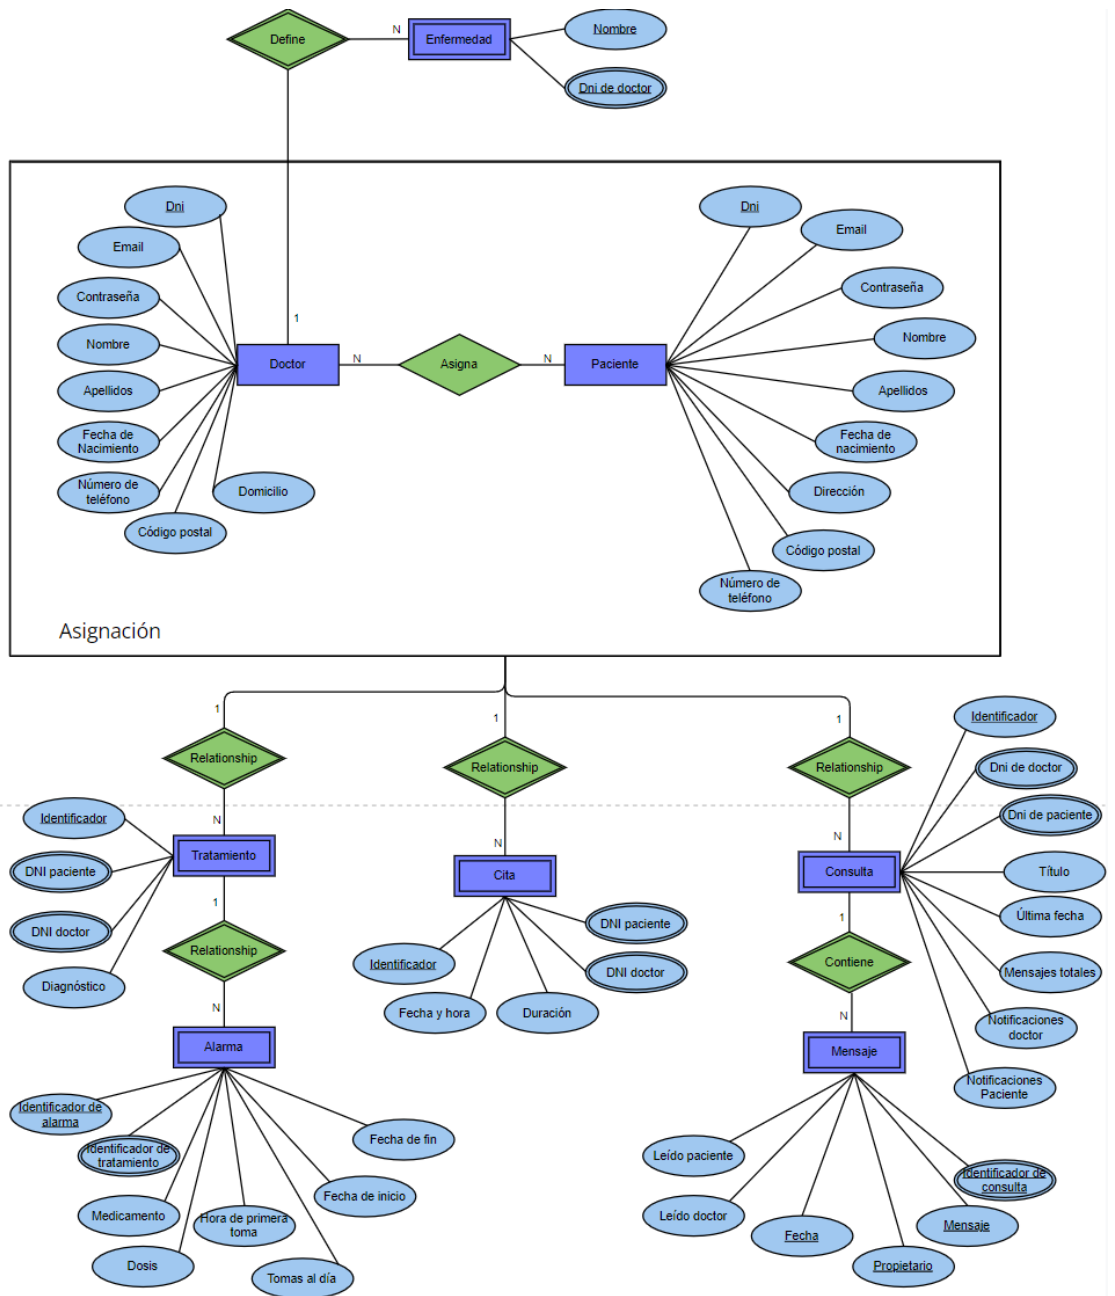 Define
N
Enfermedad
Nombre
Dni de doctor
Dni
Email
Contraseña
Nombre
Apellidos
Fecha de
Nacimiento
Número de
teléfono
Código postal
Domicilio
1
Doctor
N
Asigna
N
Paciente
Dni
Email
Contraseña
Nombre
Apellidos
Fecha de
nacimiento
Dirección
Código postal
Número de
teléfono
Asignación
1
Relationship
N
1
Relationship
N
1
Relationship
N
Identificador
DNI paciente
DNI doctor
Diagnóstico
Tratamiento
1
Relationship
N
Alarma
Identificador de
alarma
Identificador de
tratamiento
Medicamento
Dosis
Hora de primera
toma
Tomas al día
Fecha de inicio
Fecha de fin
Cita
Identificador
Fecha y hora
Duración
DNI doctor
DNI paciente
Consulta
Identificador
Dni de doctor
Dni de paciente
Título
Última fecha
Mensajes totales
Notificaciones
doctor
Notificaciones
Paciente
1
Contiene
N
Mensaje
Leído paciente
Leído doctor
Fecha
Propietario
Mensaje
Identificador de
consulta